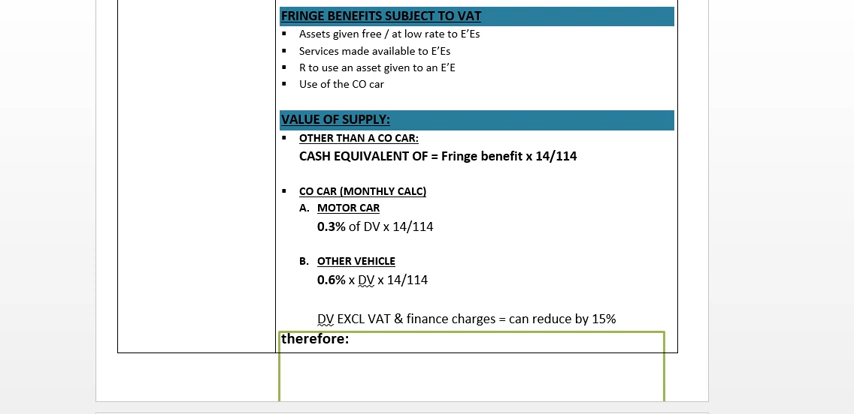 FRINGE BENEFITS SUBJECT TO VAT
▪ Assets given free / at low rate to E'Es
▪ Services made available to E'Es
▪ R to use an asset given to an E'E
▪ Use of the CO car
VALUE OF SUPPLY:
▪ OTHER THAN A CO CAR:
CASH EQUIVALENT OF = Fringe benefit x 14/114
▪ CO CAR (MONTHLY CALC)
A. MOTOR CAR
0.3% of DV x 14/114
B. OTHER VEHICLE
0.6% x DV x 14/114
DV EXCL VAT & finance charges = can reduce by 15%
therefore: